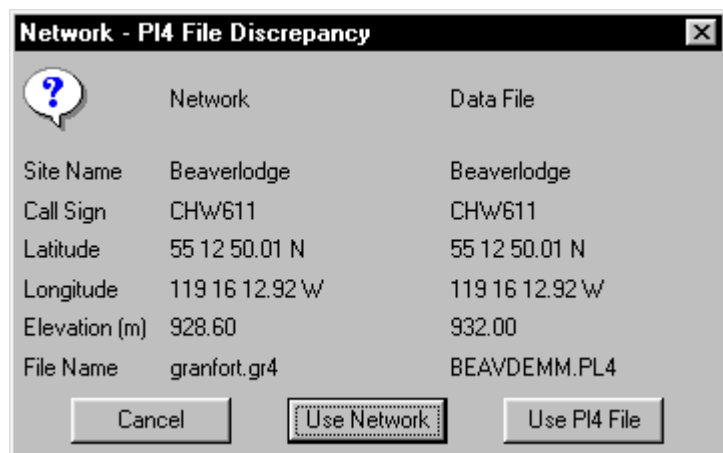 Network - Pl4 File Discrepancy
?
Network Data File
Site Name Beaverlodge Beaverlodge
Call Sign CHW611 CHW611
Latitude 55 12 50.01 N 55 12 50.01 N
Longitude 119 16 12.92 W 119 16 12.92 W
Elevation (m) 928.60 932.00
File Name granfort.gr4 BEAVDEMM.PL4
Cancel Use Network Use Pl4 File